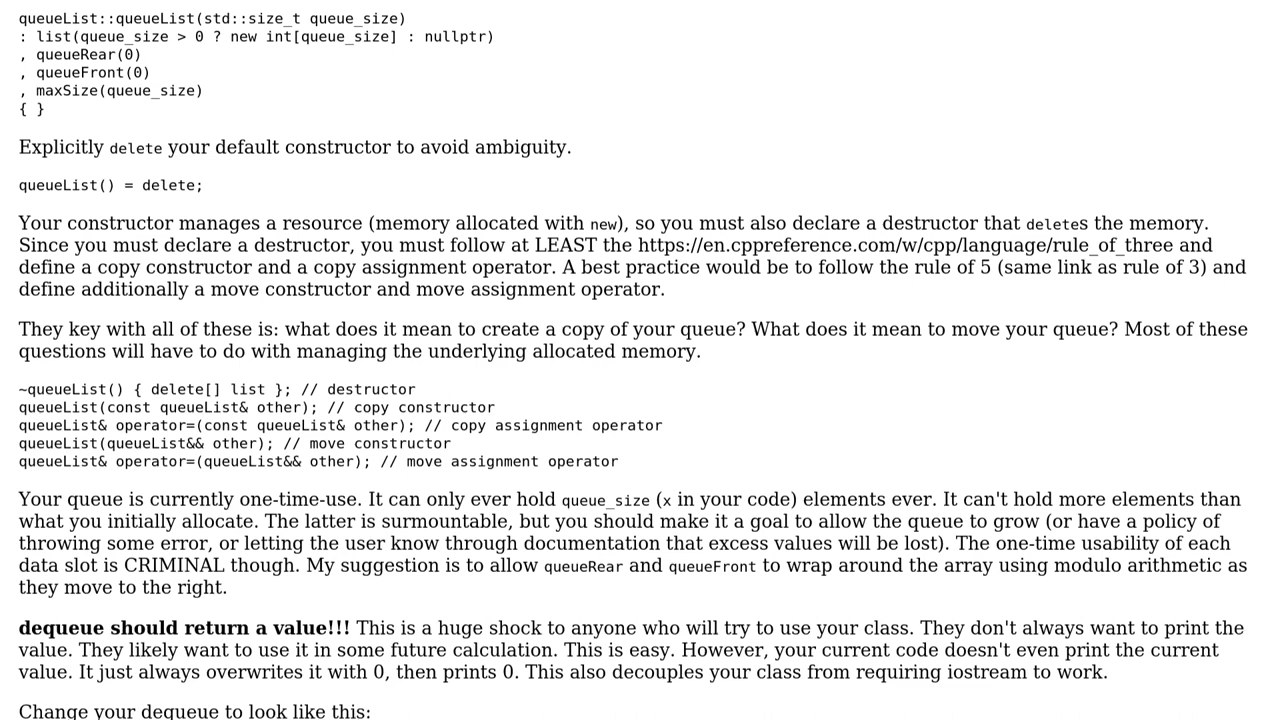 queueList::queueList(std::size_t queue_size)
: list(queue_size > 0 ? new int[queue_size] : nullptr)
, queueRear(0)
, queueFront(0)
, maxSize(queue_size)
{ }
Explicitly delete your default constructor to avoid ambiguity.
queueList() = delete;
Your constructor manages a resource (memory allocated with new), so you must also declare a destructor that deletes the memory.
Since you must declare a destructor, you must follow at LEAST the https://en.cppreference.com/w/cpp/language/rule_of_three and
define a copy constructor and a copy assignment operator. A best practice would be to follow the rule of 5 (same link as rule of 3) and
define additionally a move constructor and move assignment operator.
They key with all of these is: what does it mean to create a copy of your queue? What does it mean to move your queue? Most of these
questions will have to do with managing the underlying allocated memory.
~queueList() { delete[] list }; // destructor
queueList(const queueList& other); // copy constructor
queueList& operator=(const queueList& other); // copy assignment operator
queueList(queueList&& other); // move constructor
queueList& operator=(queueList&& other); // move assignment operator
Your queue is currently one-time-use. It can only ever hold queue_size (x in your code) elements ever. It can't hold more elements than
what you initially allocate. The latter is surmountable, but you should make it a goal to allow the queue to grow (or have a policy of
throwing some error, or letting the user know through documentation that excess values will be lost). The one-time usability of each
data slot is CRIMINAL though. My suggestion is to allow queueRear and queueFront to wrap around the array using modulo arithmetic as
they move to the right.
dequeue should return a value!!! This is a huge shock to anyone who will try to use your class. They don't always want to print the
value. They likely want to use it in some future calculation. This is easy. However, your current code doesn't even print the current
value. It just always overwrites it with 0, then prints 0. This also decouples your class from requiring iostream to work.
Change your dequeue to look like this: